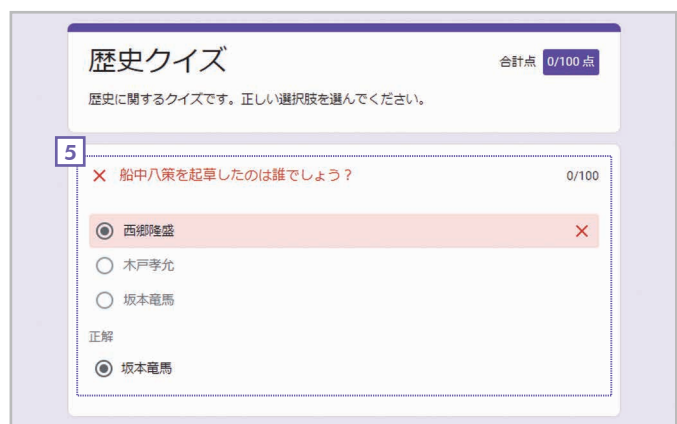 歴史クイズ
合計点 0/100 点
歴史に関するクイズです。正しい選択肢を選んでください。
5
船中八策を起草したのは誰でしょう？ 0/100
西郷隆盛
木戸孝允
坂本竜馬
正解
坂本竜馬